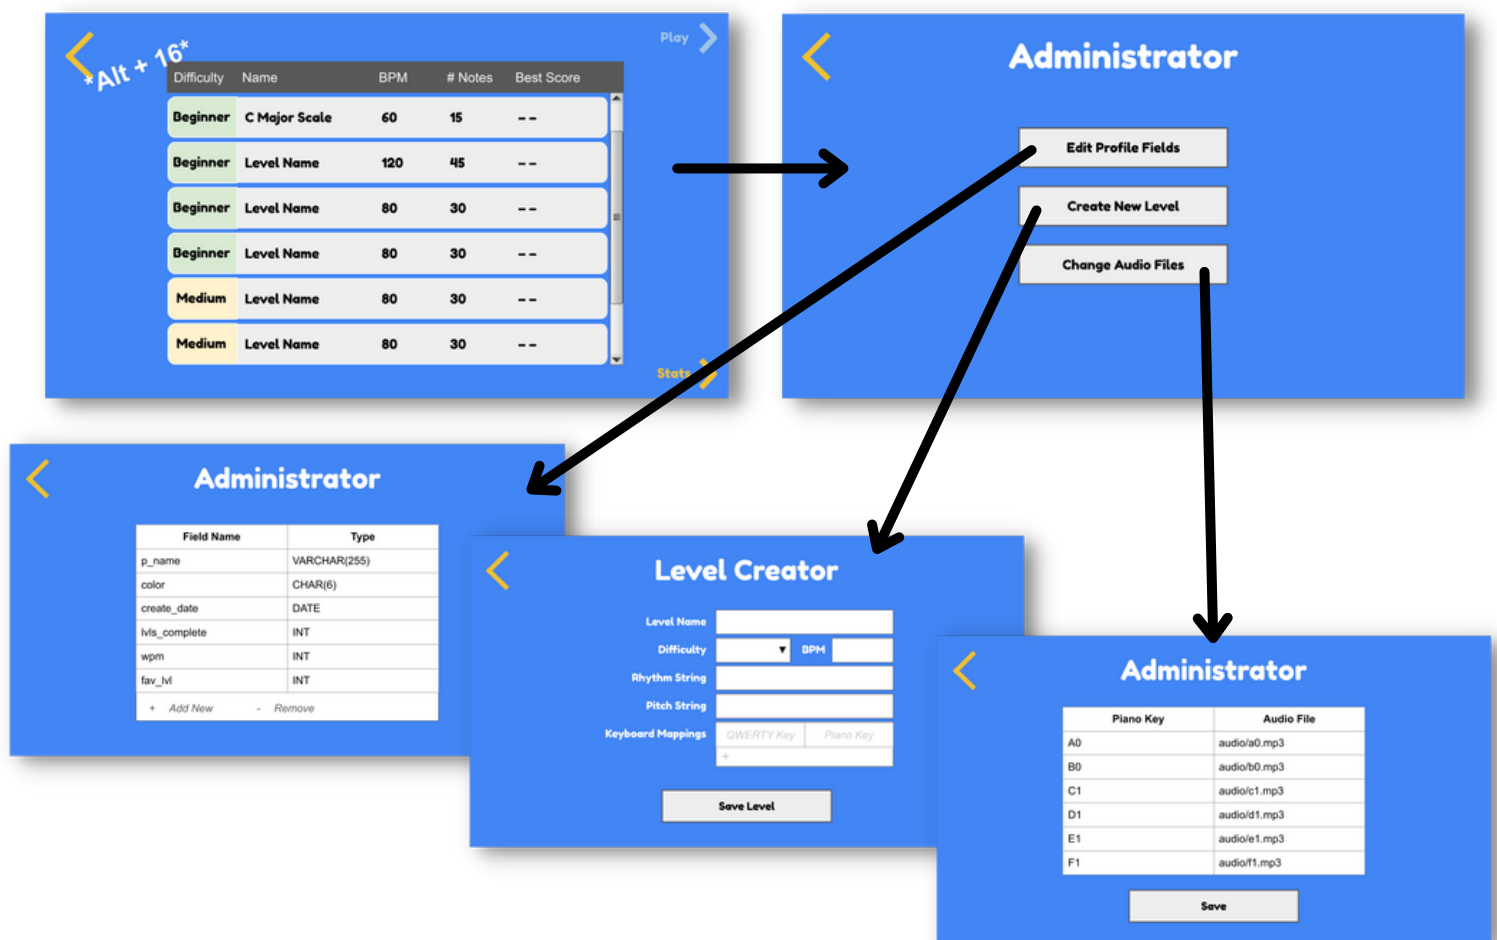 Play
*Alt + 16*
Difficulty Name BPM # Notes Best Score
Beginner C Major Scale 60 15 --
Beginner Level Name 120 45 --
Beginner Level Name 80 30 --
Beginner Level Name 80 30 --
Medium Level Name 80 30 --
Medium Level Name 80 30 --
Stats
Administrator
Edit Profile Fields
Create New Level
Change Audio Files
Administrator
Field Name Type
p_name VARCHAR(255)
color CHAR(6)
create_date DATE
lvls_complete INT
wpm INT
fav_lvl INT
+ Add New - Remove
Level Creator
Level Name
Difficulty ▼ BPM
Rhythm String
Pitch String
Keyboard Mappings QWERTY Key Piano Key
+
Save Level
Administrator
Piano Key Audio File
A0 audio/a0.mp3
B0 audio/b0.mp3
C1 audio/c1.mp3
D1 audio/d1.mp3
E1 audio/e1.mp3
F1 audio/f1.mp3
Save